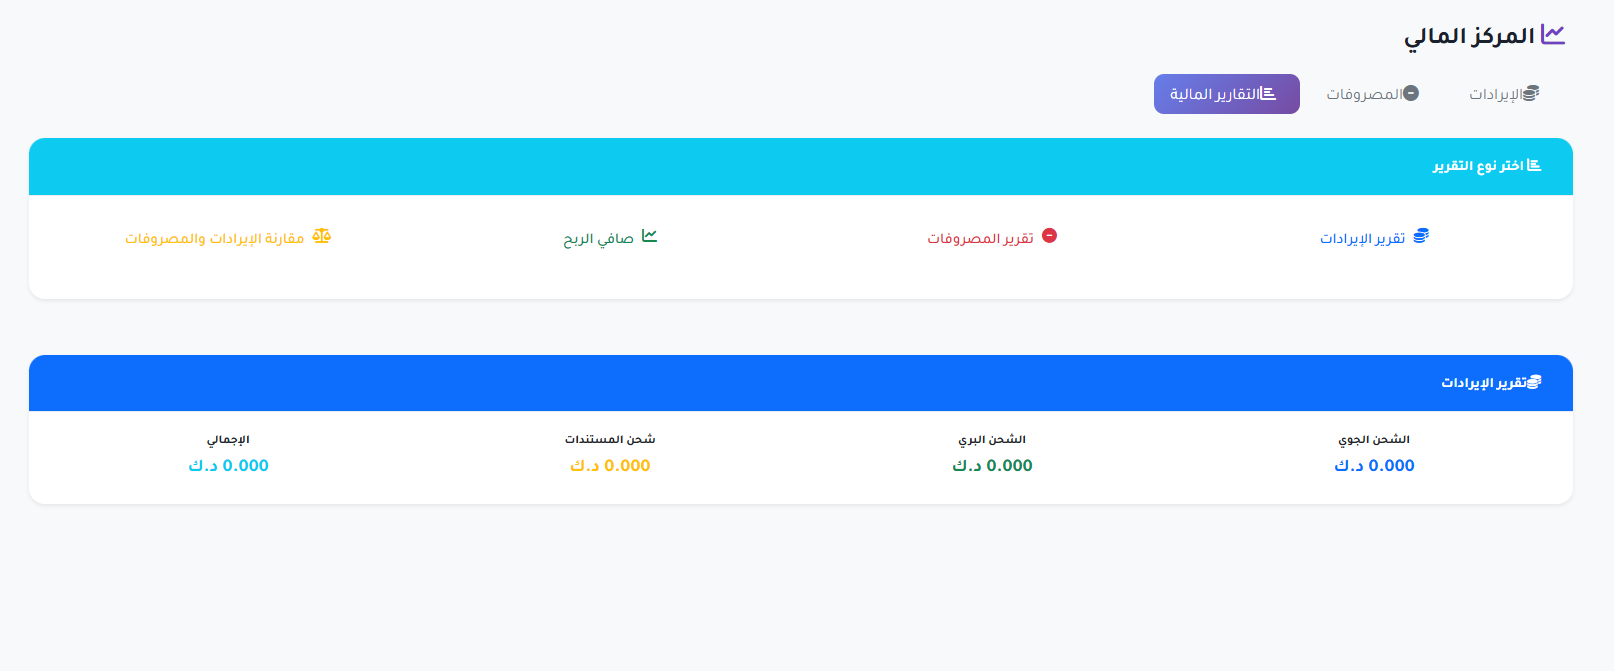 المركز المالي
الإيرادات
المصروفات
التقارير المالية
اختر نوع التقرير
تقرير الإيرادات
تقرير المصروفات
صافي الربح
مقارنة الإيرادات والمصروفات
تقرير الإيرادات
الشحن الجوي
0.000 د.ك
الشحن البري
0.000 د.ك
شحن المستندات
0.000 د.ك
الإجمالي
0.000 د.ك